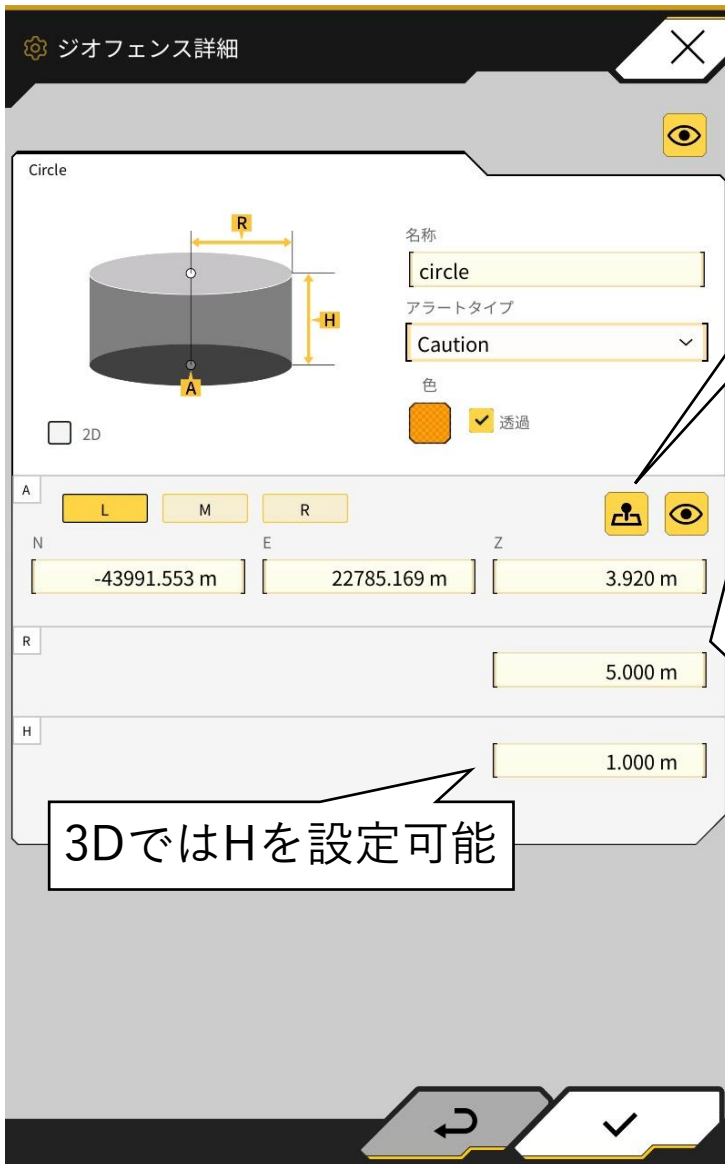 ジオフェンス詳細
Circle
R
H
A
2D
名称
circle
アラートタイプ
Caution
色
透過
A
L M R
N E Z
-43991.553 m 22785.169 m 3.920 m
R
5.000 m
H
1.000 m
3DではHを設定可能